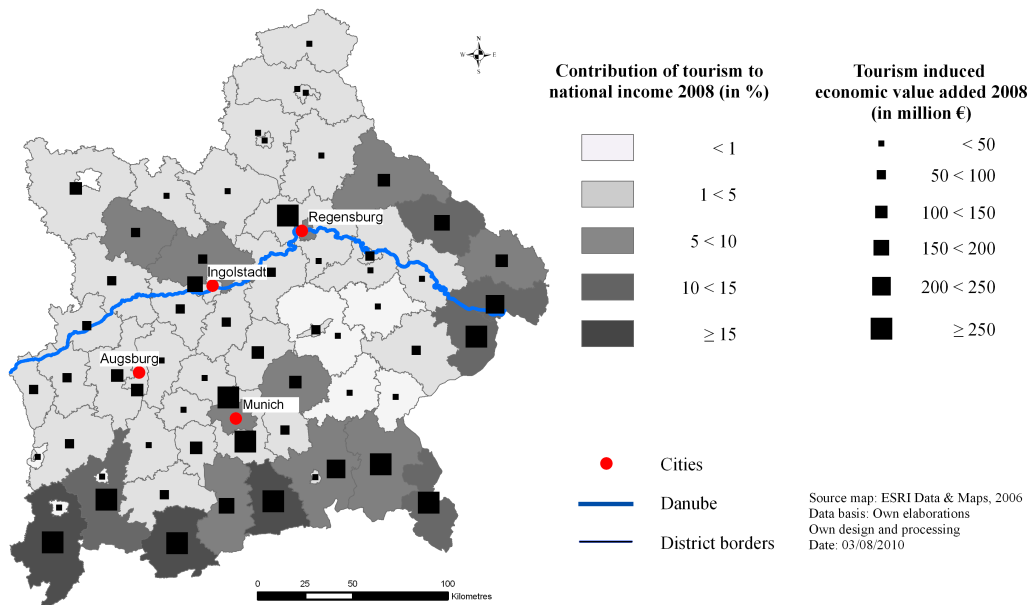 N
W E
S
Contribution of tourism to
national income 2008 (in %)
< 1
1 < 5
5 < 10
10 < 15
≥ 15
Tourism induced
economic value added 2008
(in million €)
< 50
50 < 100
100 < 150
150 < 200
200 < 250
≥ 250
Regensburg
Ingolstadt
Augsburg
Munich
Cities
Danube
District borders
Source map: ESRI Data & Maps, 2006
Data basis: Own elaborations
Own design and processing
Date: 03/08/2010
0 25 50 100
Kilometres